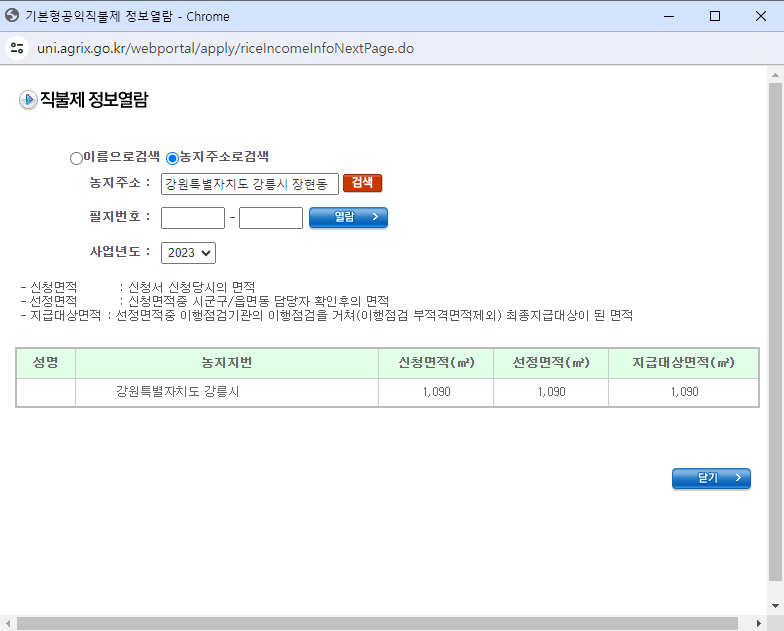 기본형공익직불제 정보열람 - Chrome
uni.agrix.go.kr/webportal/apply/riceIncomeInfoNextPage.do
직불제 정보열람
이름으로검색 농지주소로검색
농지주소 : 강원특별자치도 강릉시 장현동 검색
필지번호 : - 열람
사업년도 : 2023
- 신청면적 : 신청서 신청당시의 면적
- 선정면적 : 신청면적중 시군구/읍면동 담당자 확인후의 면적
- 지급대상면적 : 선정면적중 이행점검기관의 이행점검을 거쳐(이행점검 부적격면적제외) 최종지급대상이 된 면적
성명 농지지번 신청면적(㎡) 선정면적(㎡) 지급대상면적(㎡)
강원특별자치도 강릉시 1,090 1,090 1,090
닫기